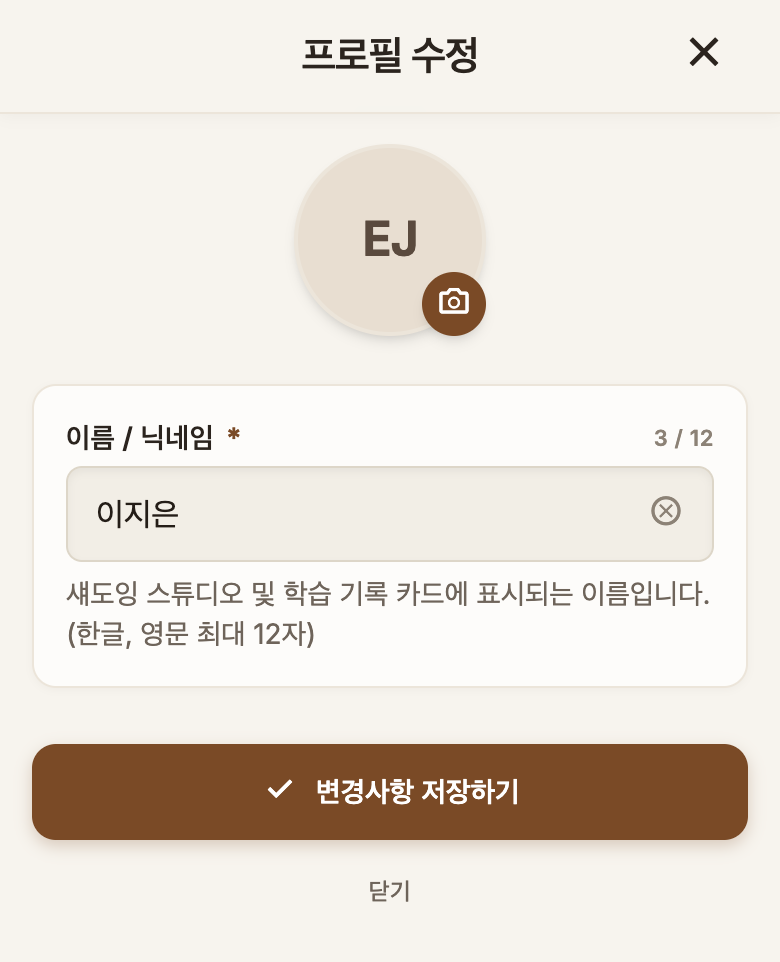 프로필 수정
EJ
이름 / 닉네임 *
3 / 12
이지은
섀도잉 스튜디오 및 학습 기록 카드에 표시되는 이름입니다.
(한글, 영문 최대 12자)
변경사항 저장하기
닫기